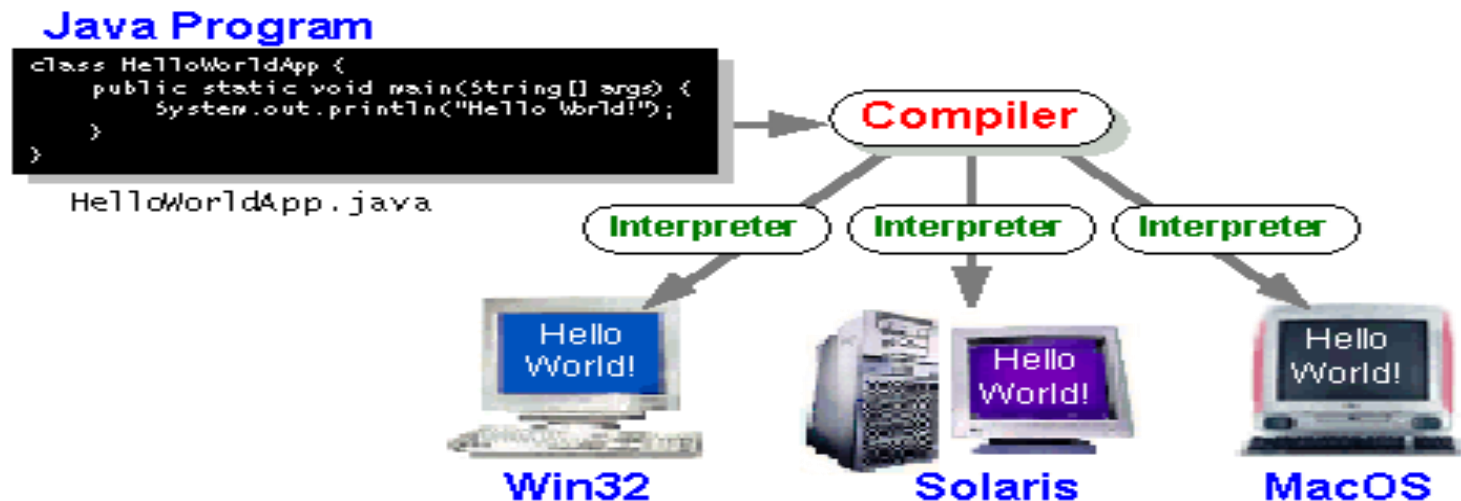 Java Program
class HelloWorldApp {
public static void main(String[] args) {
System.out.println("Hello World!");
}
}
HelloWorldApp.java
Compiler
Interpreter
Interpreter
Interpreter
Hello
World!
Hello
World!
Hello
World!
Win32
Solaris
MacOS